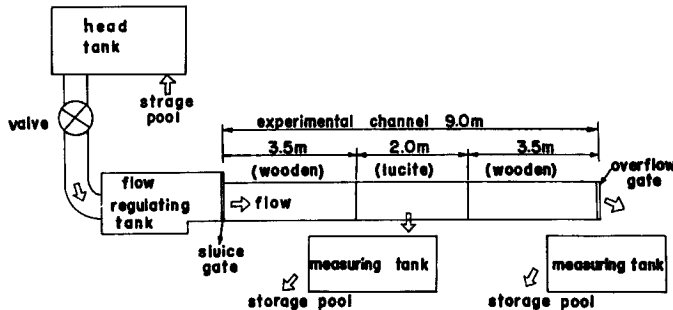 head
tank
strage
pool
valve
experimental channel 9.0m
3.5m
2.0m
3.5m
(wooden)
(lucite)
(wooden)
overflow
gate
flow
regulating
tank
flow
sluice
gate
measuring tank
measuring tank
storage pool
storage pool